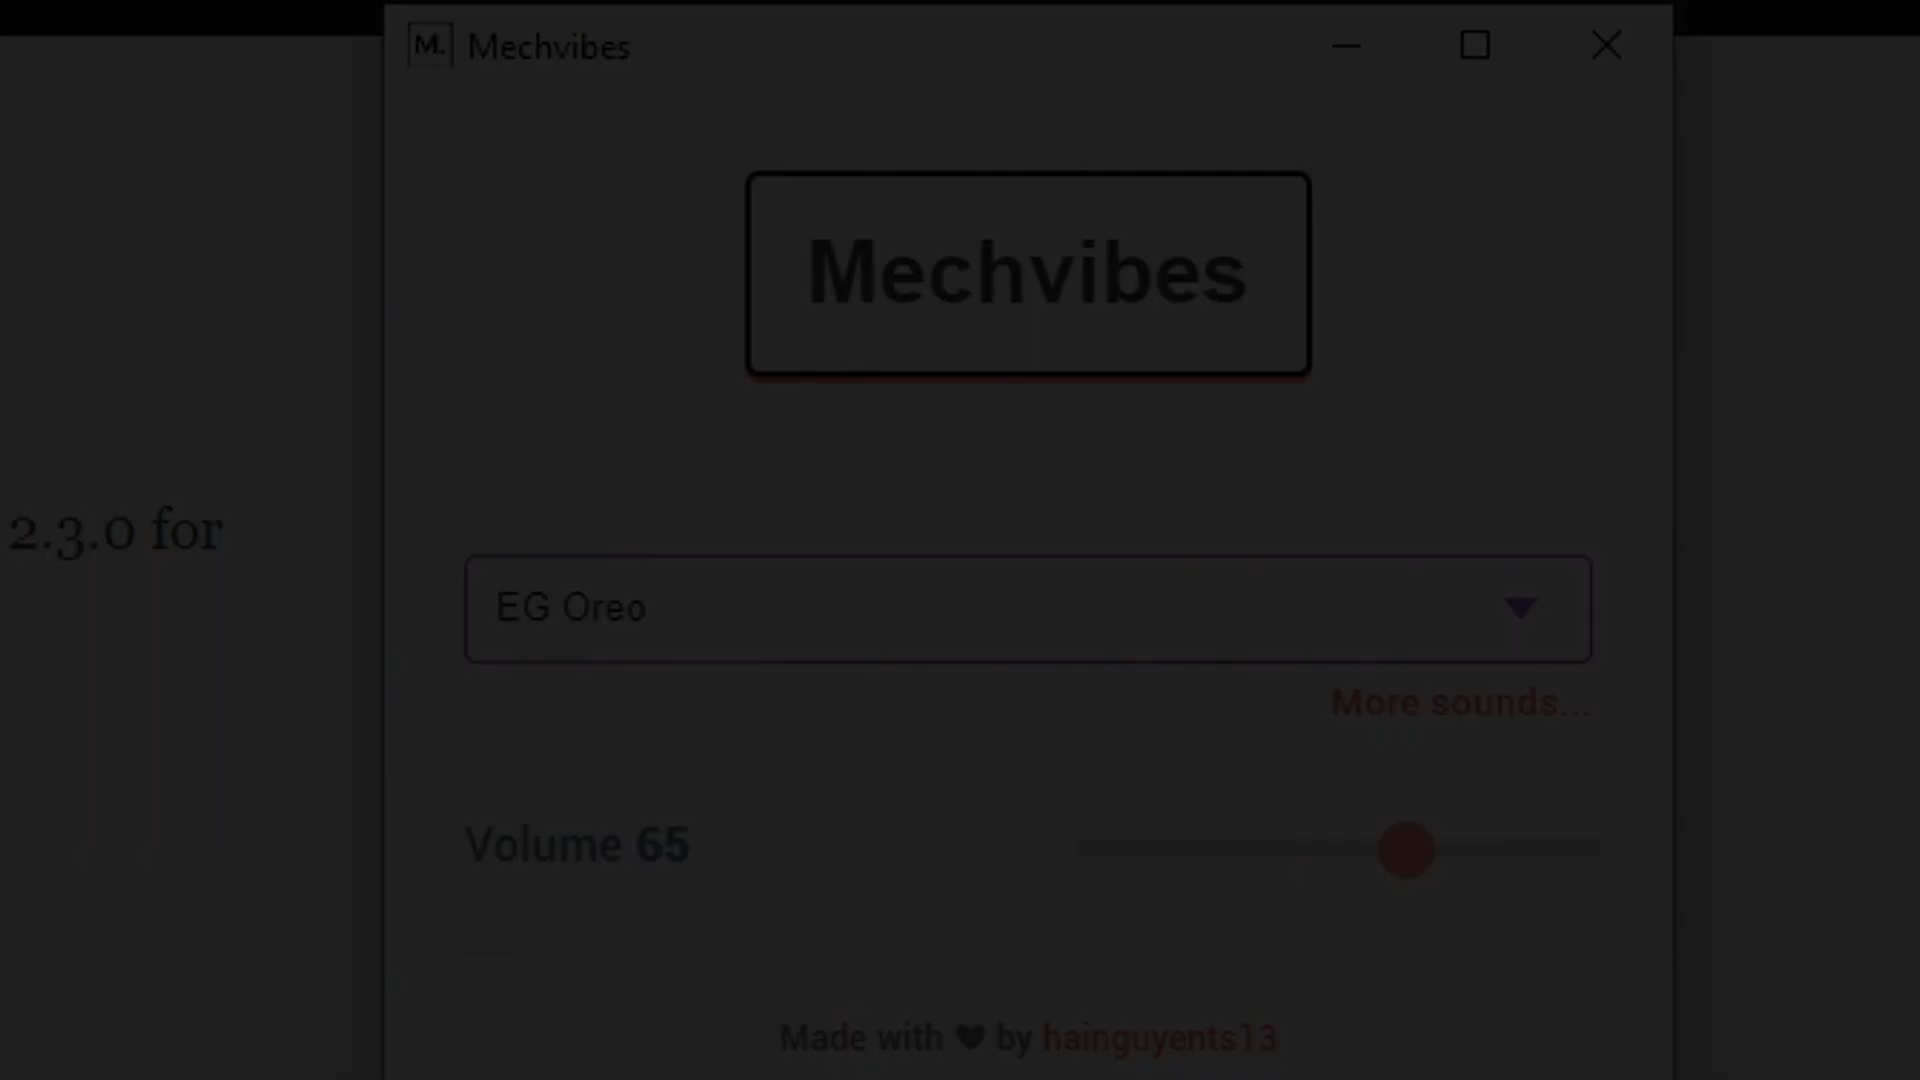 M. Mechvibes
Mechvibes
2.3.0 for
EG Oreo
More sounds...
Volume 65
Made with ♥ by hainguyents13